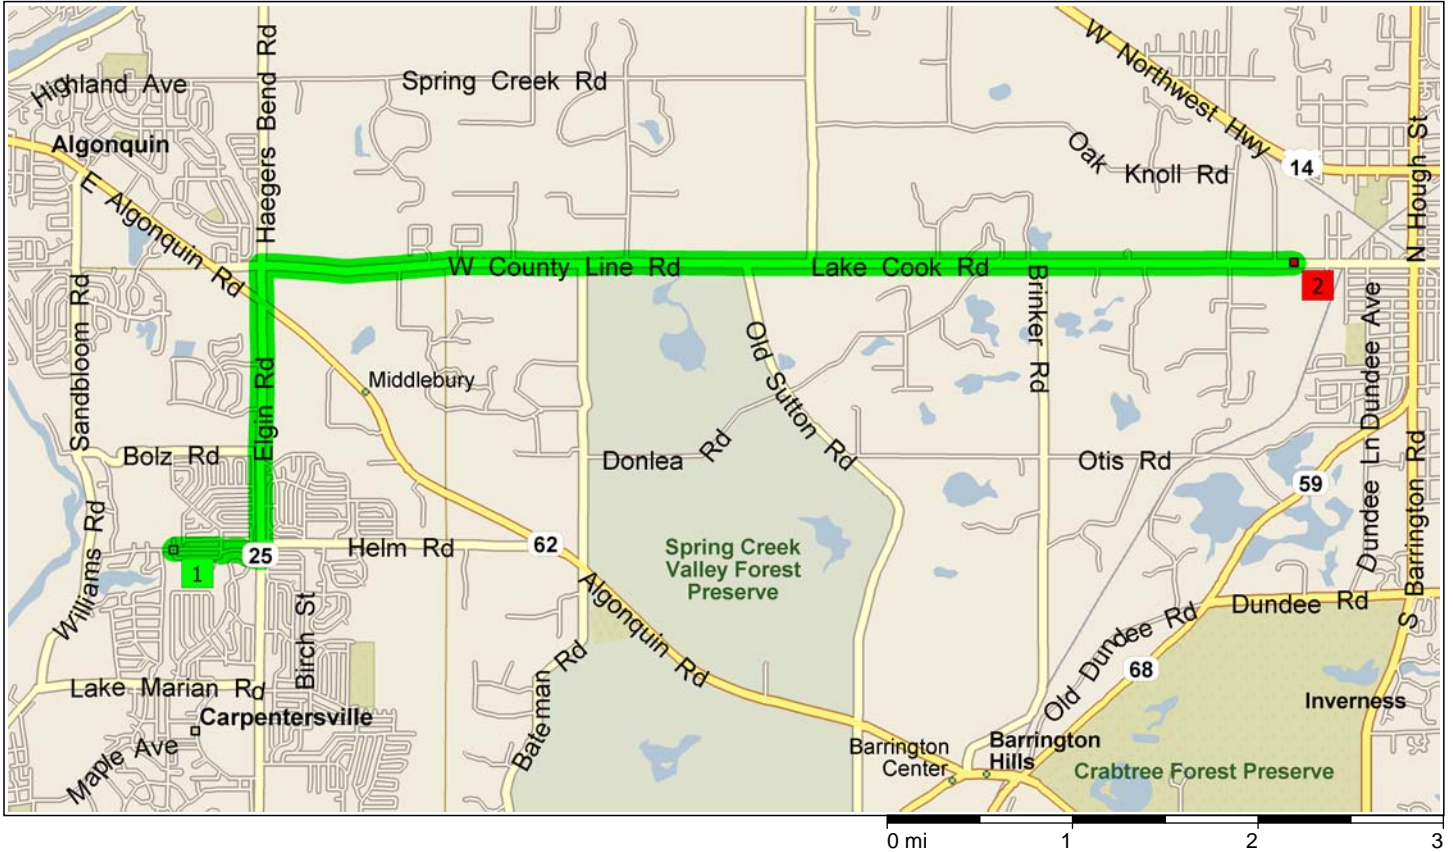 Highland Ave
Spring Creek Rd
Haegers Bend Rd
W Northwest Hwy
N Hough St
Algonquin
Oak Knoll Rd
14
E Algonquin Rd
W County Line Rd
Lake Cook Rd
2
Sandbloom Rd
Elgin Rd
Brinker Rd
Old Sutton Rd
Dundee Ave
Dundee Ln
Middlebury
Bolz Rd
Donlea Rd
Otis Rd
59
Williams Rd
1
25
Helm Rd
62
Spring Creek
Valley Forest
Preserve
S Barrington Rd
Birch St
Algonquin Rd
Dundee Rd
Old Dundee Rd
68
Lake Marian Rd
Carpentersville
Maple Ave
Bateman Rd
Inverness
Barrington
Center
Barrington
Hills
Crabtree Forest Preserve
0 mi 1 2 3